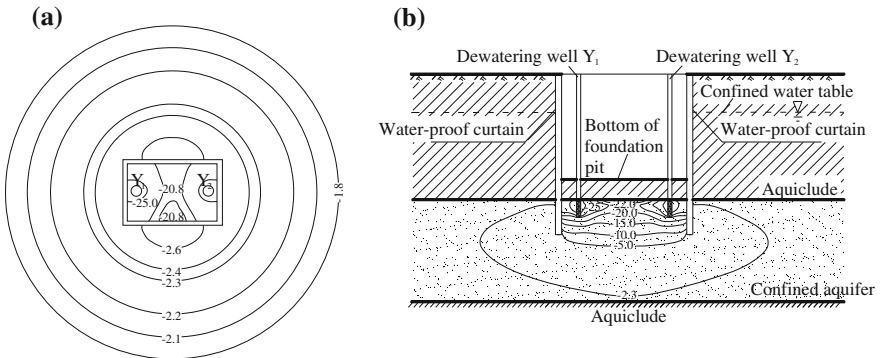 (a)
Y₁
Y₂
-20.8
-25.0
-20.8
-2.6
-2.4
-2.3
-2.2
-2.1
-1.8
(b)
Dewatering well Y₁
Dewatering well Y₂
Confined water table
Water-proof curtain
Bottom of
foundation
pit
Water-proof curtain
Aquiclude
-22.0
-20.0
-15.0
-10.0
-5.0
-2.3
Confined aquifer
Aquiclude